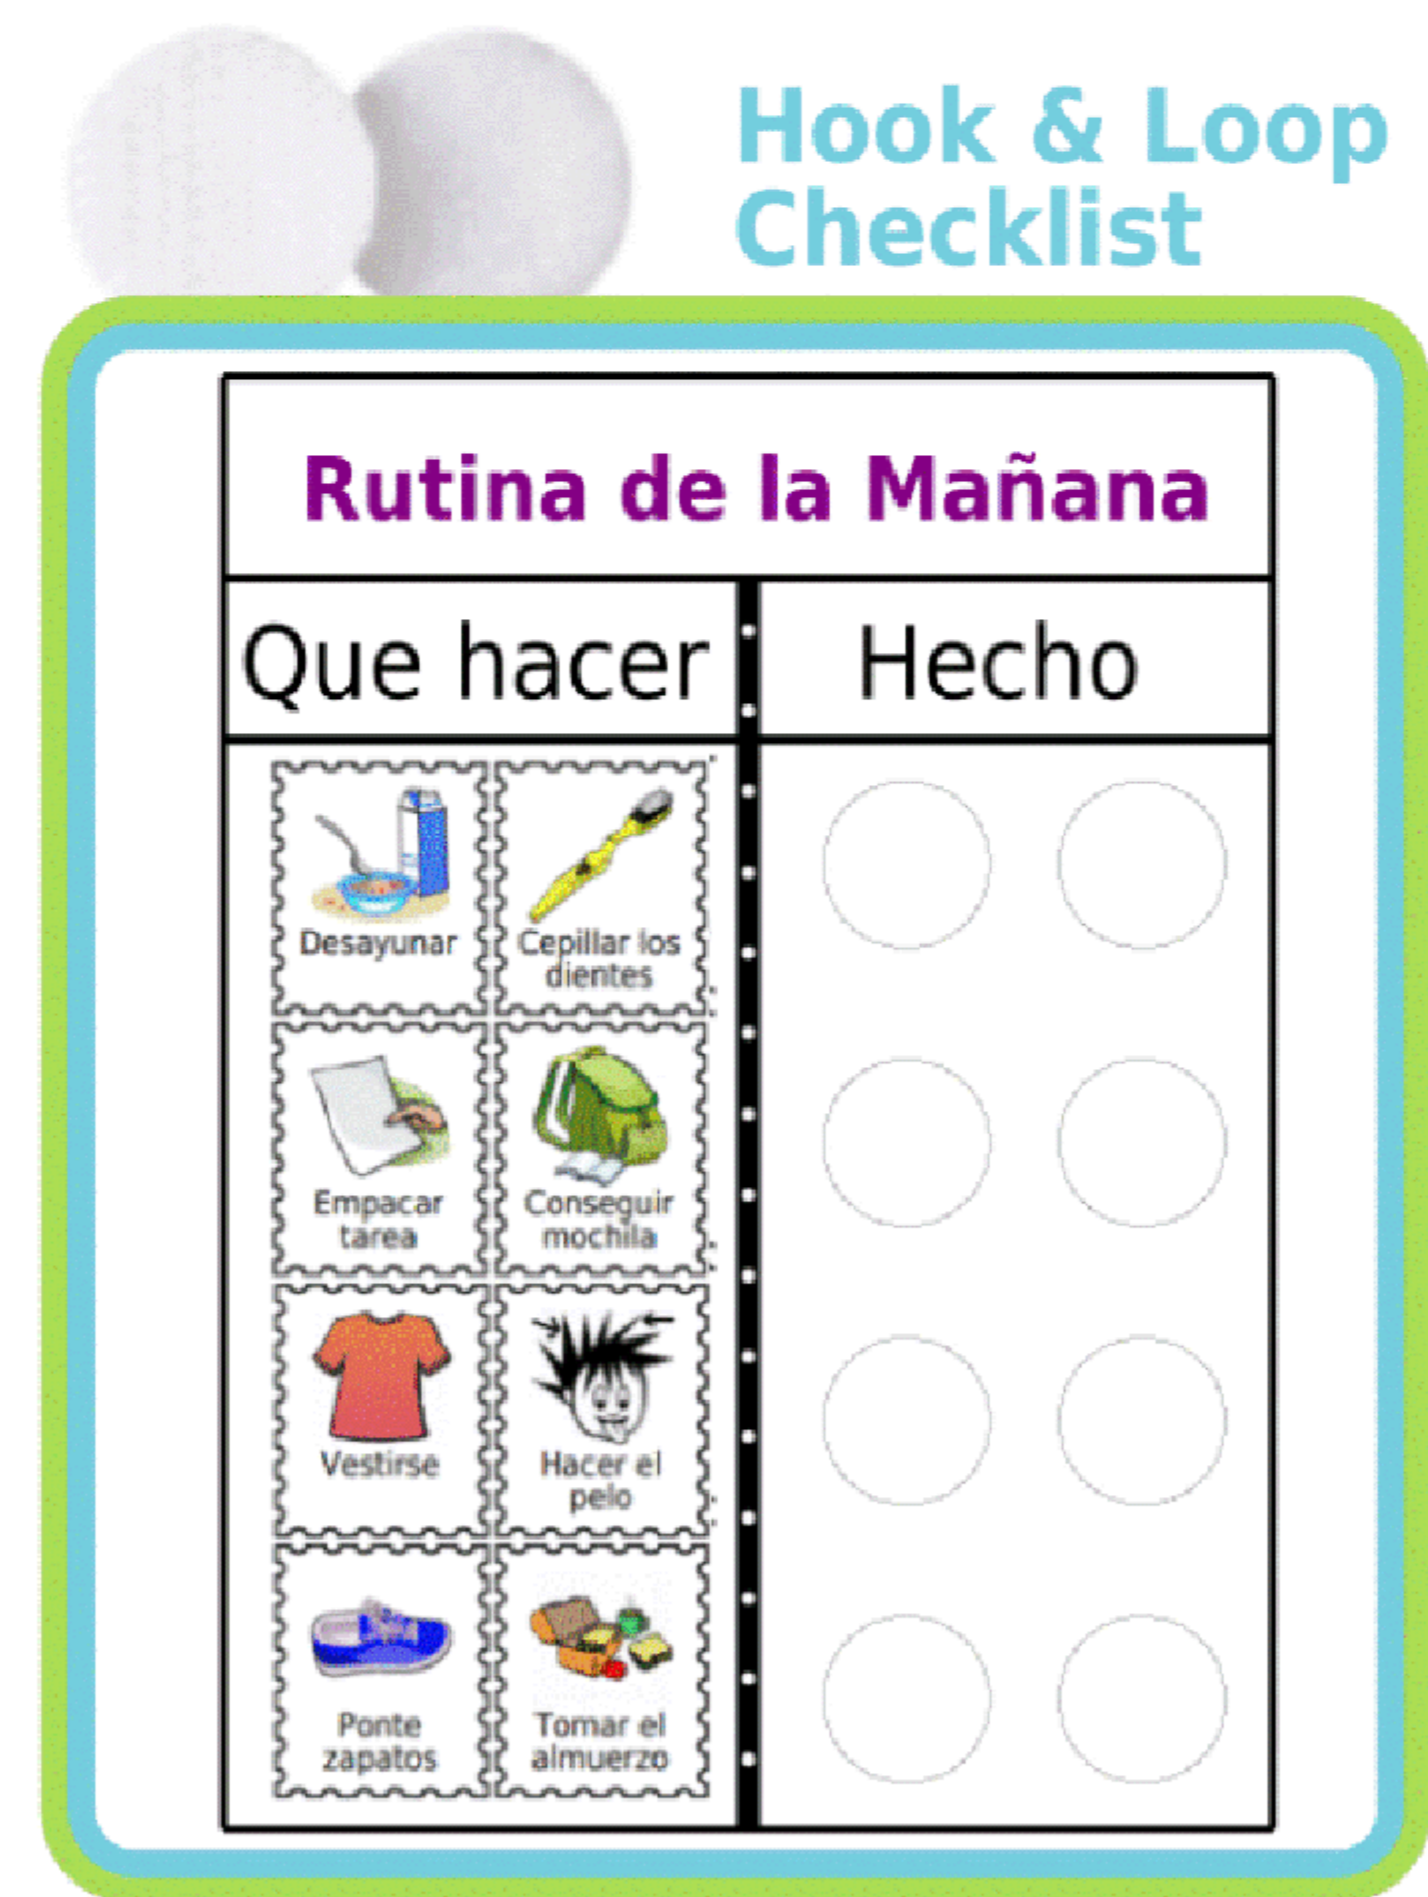 Hook & Loop
Checklist
Rutina de la Mañana
Que hacer
Hecho
Desayunar
Cepillar los
dientes
Empacar
tarea
Conseguir
mochila
Vestirse
Hacer el
pelo
Ponte
zapatos
Tomar el
almuerzo